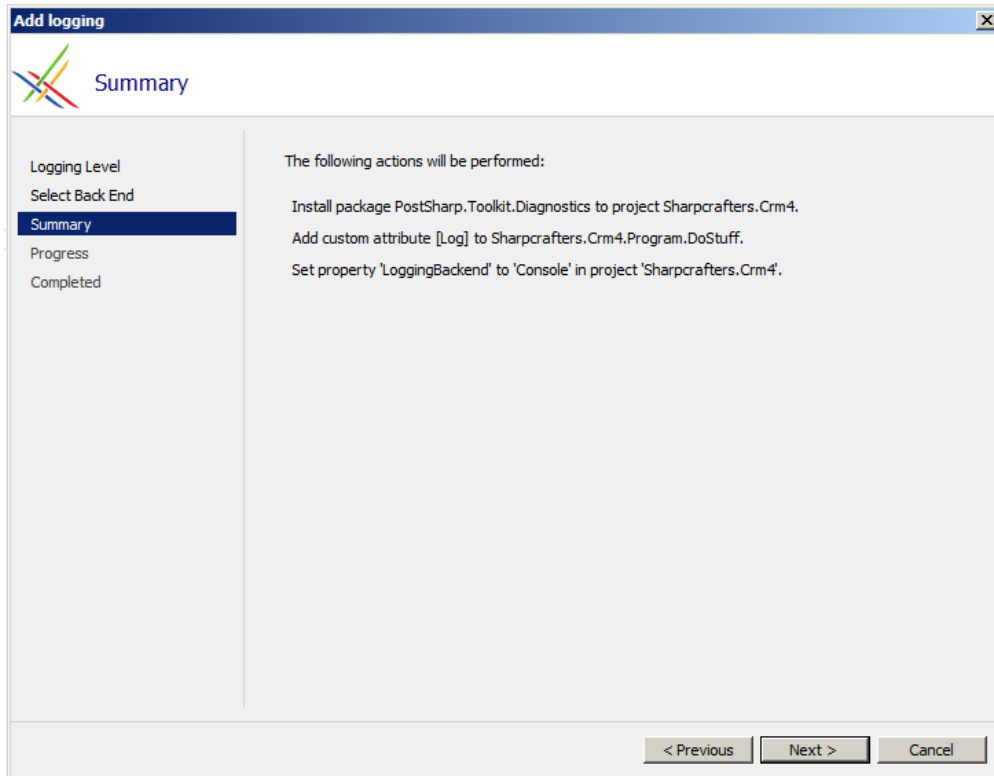 Add logging
Summary
Logging Level
Select Back End
Summary
Progress
Completed
The following actions will be performed:
Install package PostSharp.Toolkit.Diagnostics to project Sharpcrafters.Crm4.
Add custom attribute [Log] to Sharpcrafters.Crm4.Program.DoStuff.
Set property 'LoggingBackend' to 'Console' in project 'Sharpcrafters.Crm4'.
< Previous
Next >
Cancel